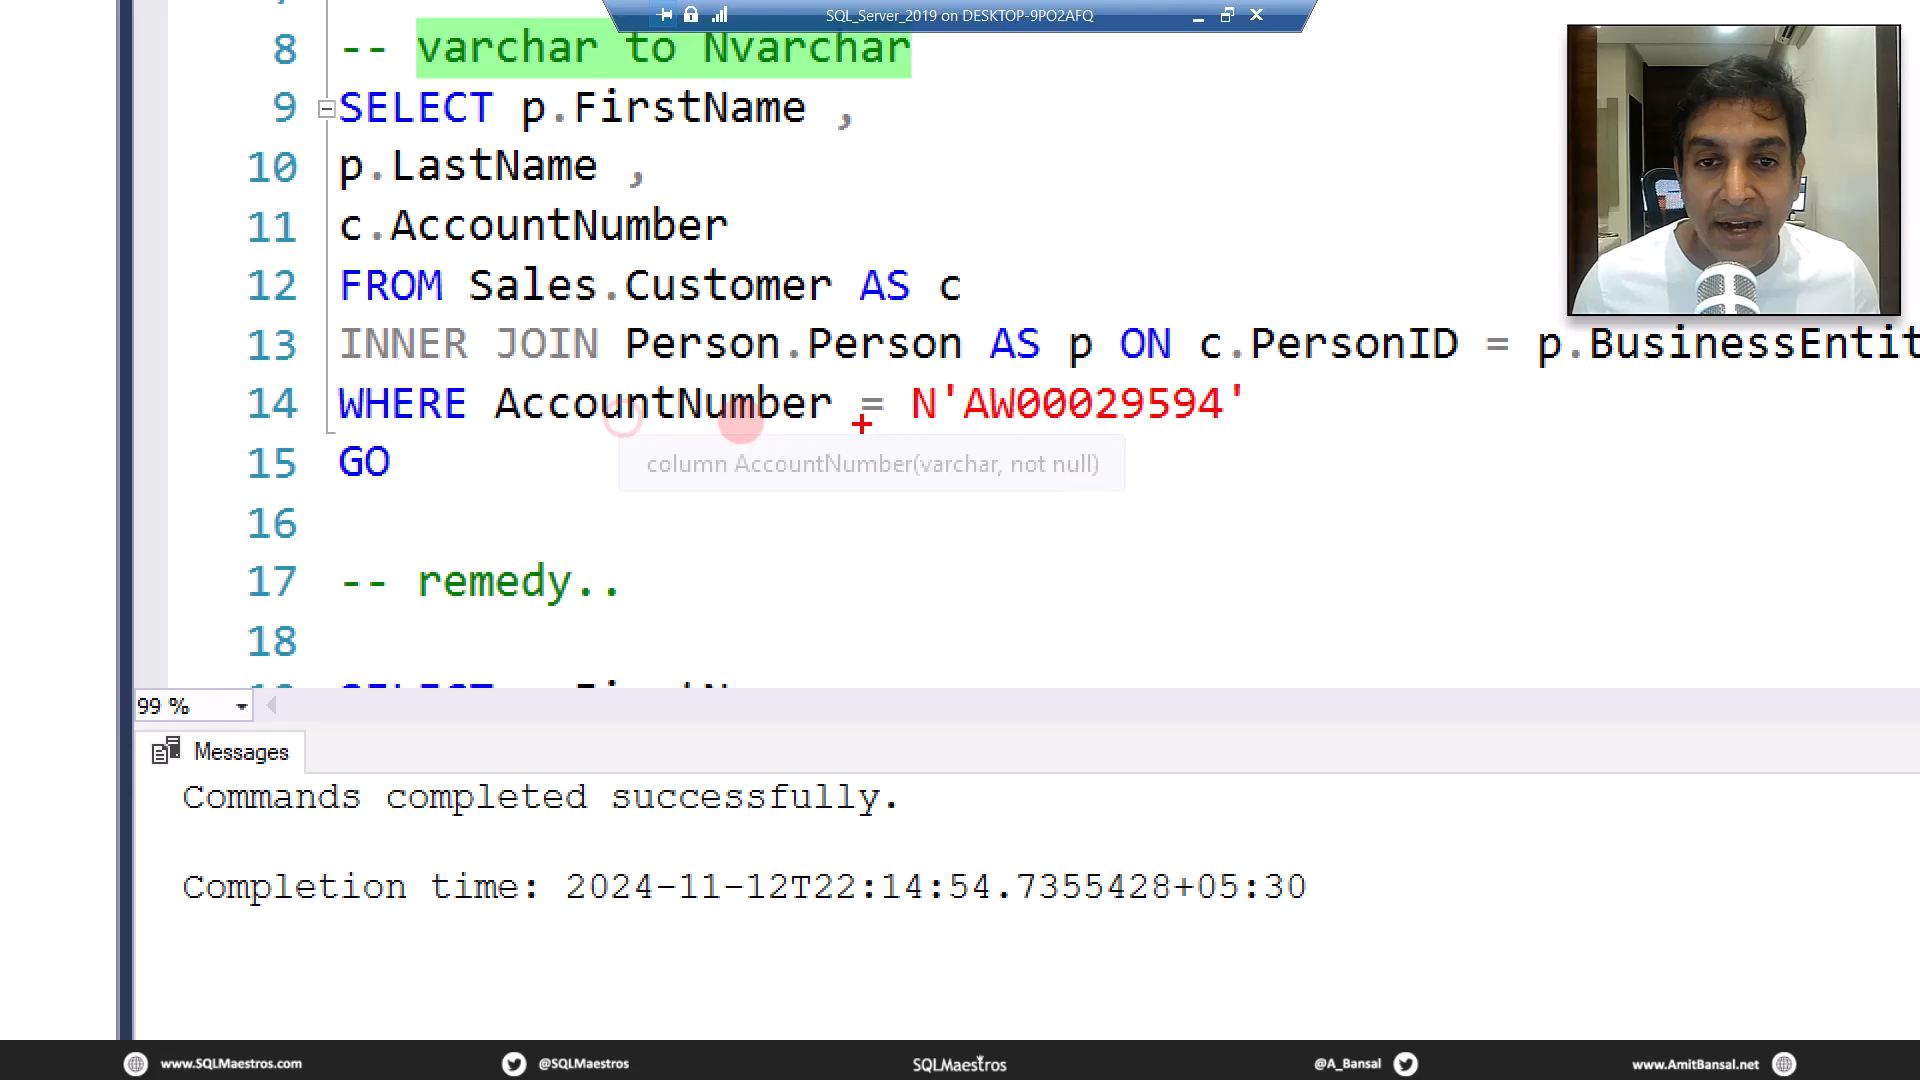 SQL_Server_2019 on DESKTOP-9PO2AFQ
8 -- varchar to Nvarchar
9 SELECT p.FirstName ,
10 p.LastName ,
11 c.AccountNumber
12 FROM Sales.Customer AS c
13 INNER JOIN Person.Person AS p ON c.PersonID = p.BusinessEntit
14 WHERE AccountNumber = N'AW00029594'
15 GO
column AccountNumber(varchar, not null)
16
17 -- remedy..
18
99 %
Messages
Commands completed successfully.
Completion time: 2024-11-12T22:14:54.7355428+05:30
www.SQLMaestros.com @SQLMaestros SQLMaestros @A_Bansal www.AmitBansal.net